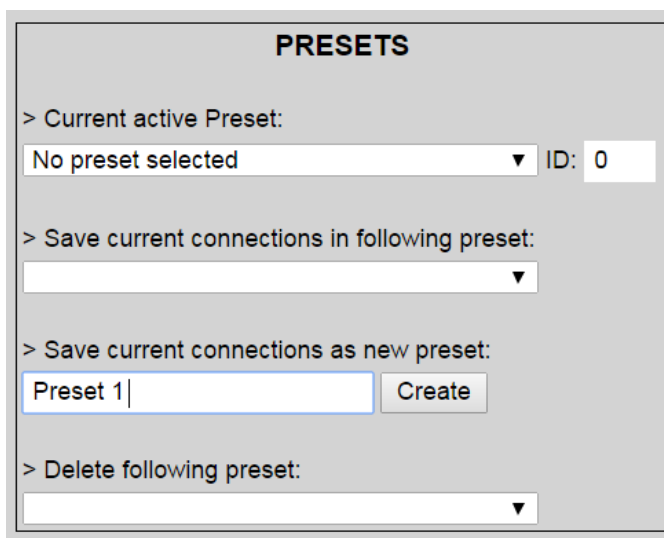 PRESETS
> Current active Preset:
No preset selected ▼ ID: 0
> Save current connections in following preset:
▼
> Save current connections as new preset:
Preset 1 Create
> Delete following preset:
▼